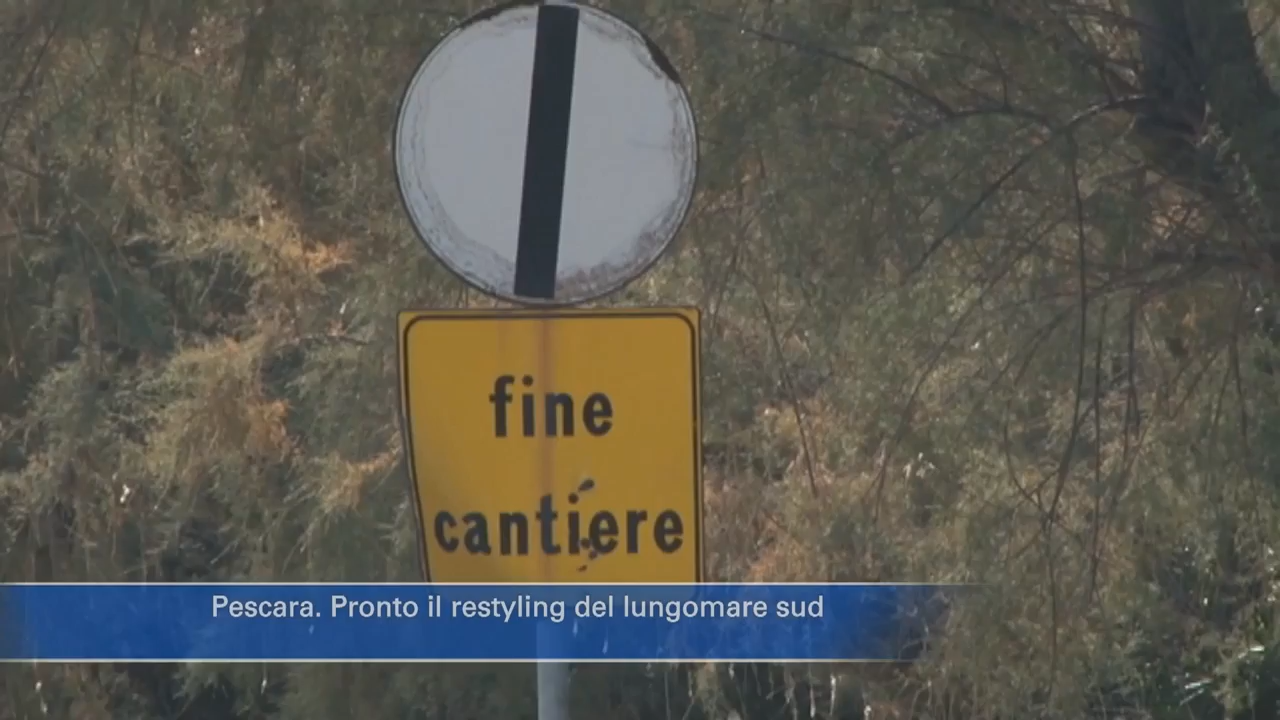 fine
cantiere
Pescara. Pronto il restyling del lungomare sud